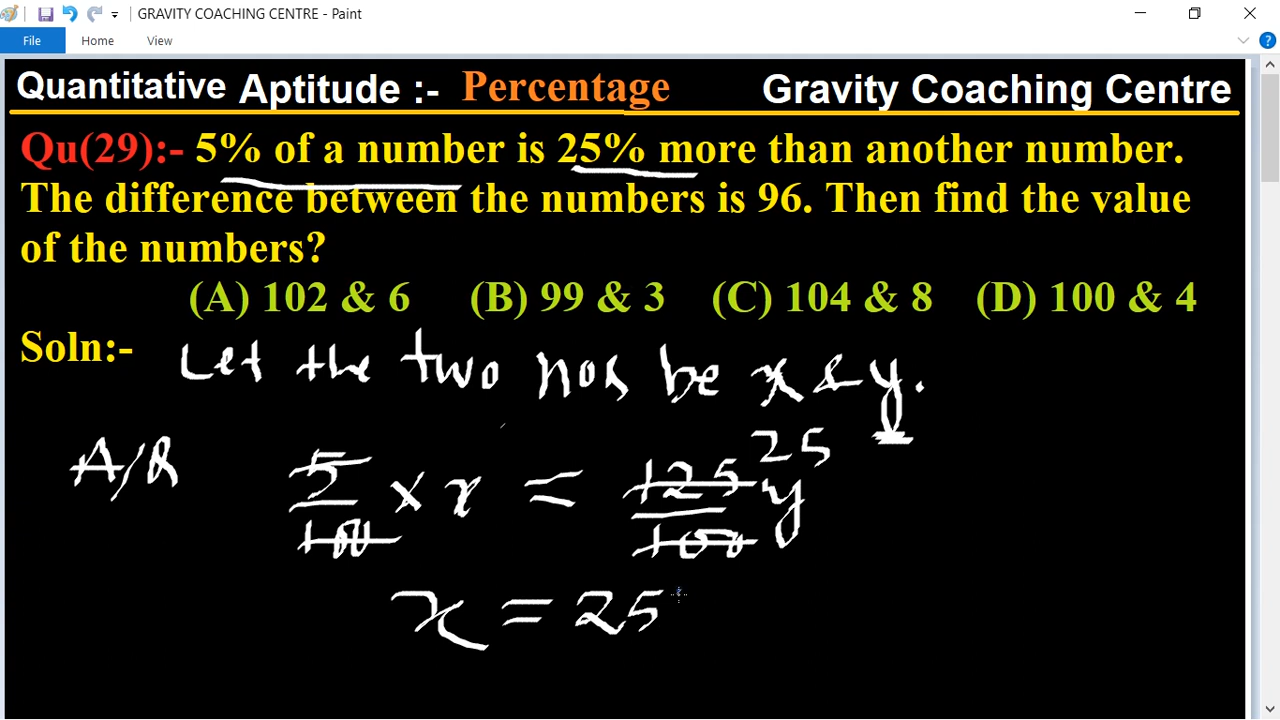 GRAVITY COACHING CENTRE - Paint
File Home View
Quantitative Aptitude :- Percentage Gravity Coaching Centre
Qu(29):- 5% of a number is 25% more than another number.
The difference between the numbers is 96. Then find the value
of the numbers?
(A) 102 & 6 (B) 99 & 3 (C) 104 & 8 (D) 100 & 4
Soln:- Let the two nos be x & y.
A/Q 5/100 × x = 125/100 y 25
x = 25